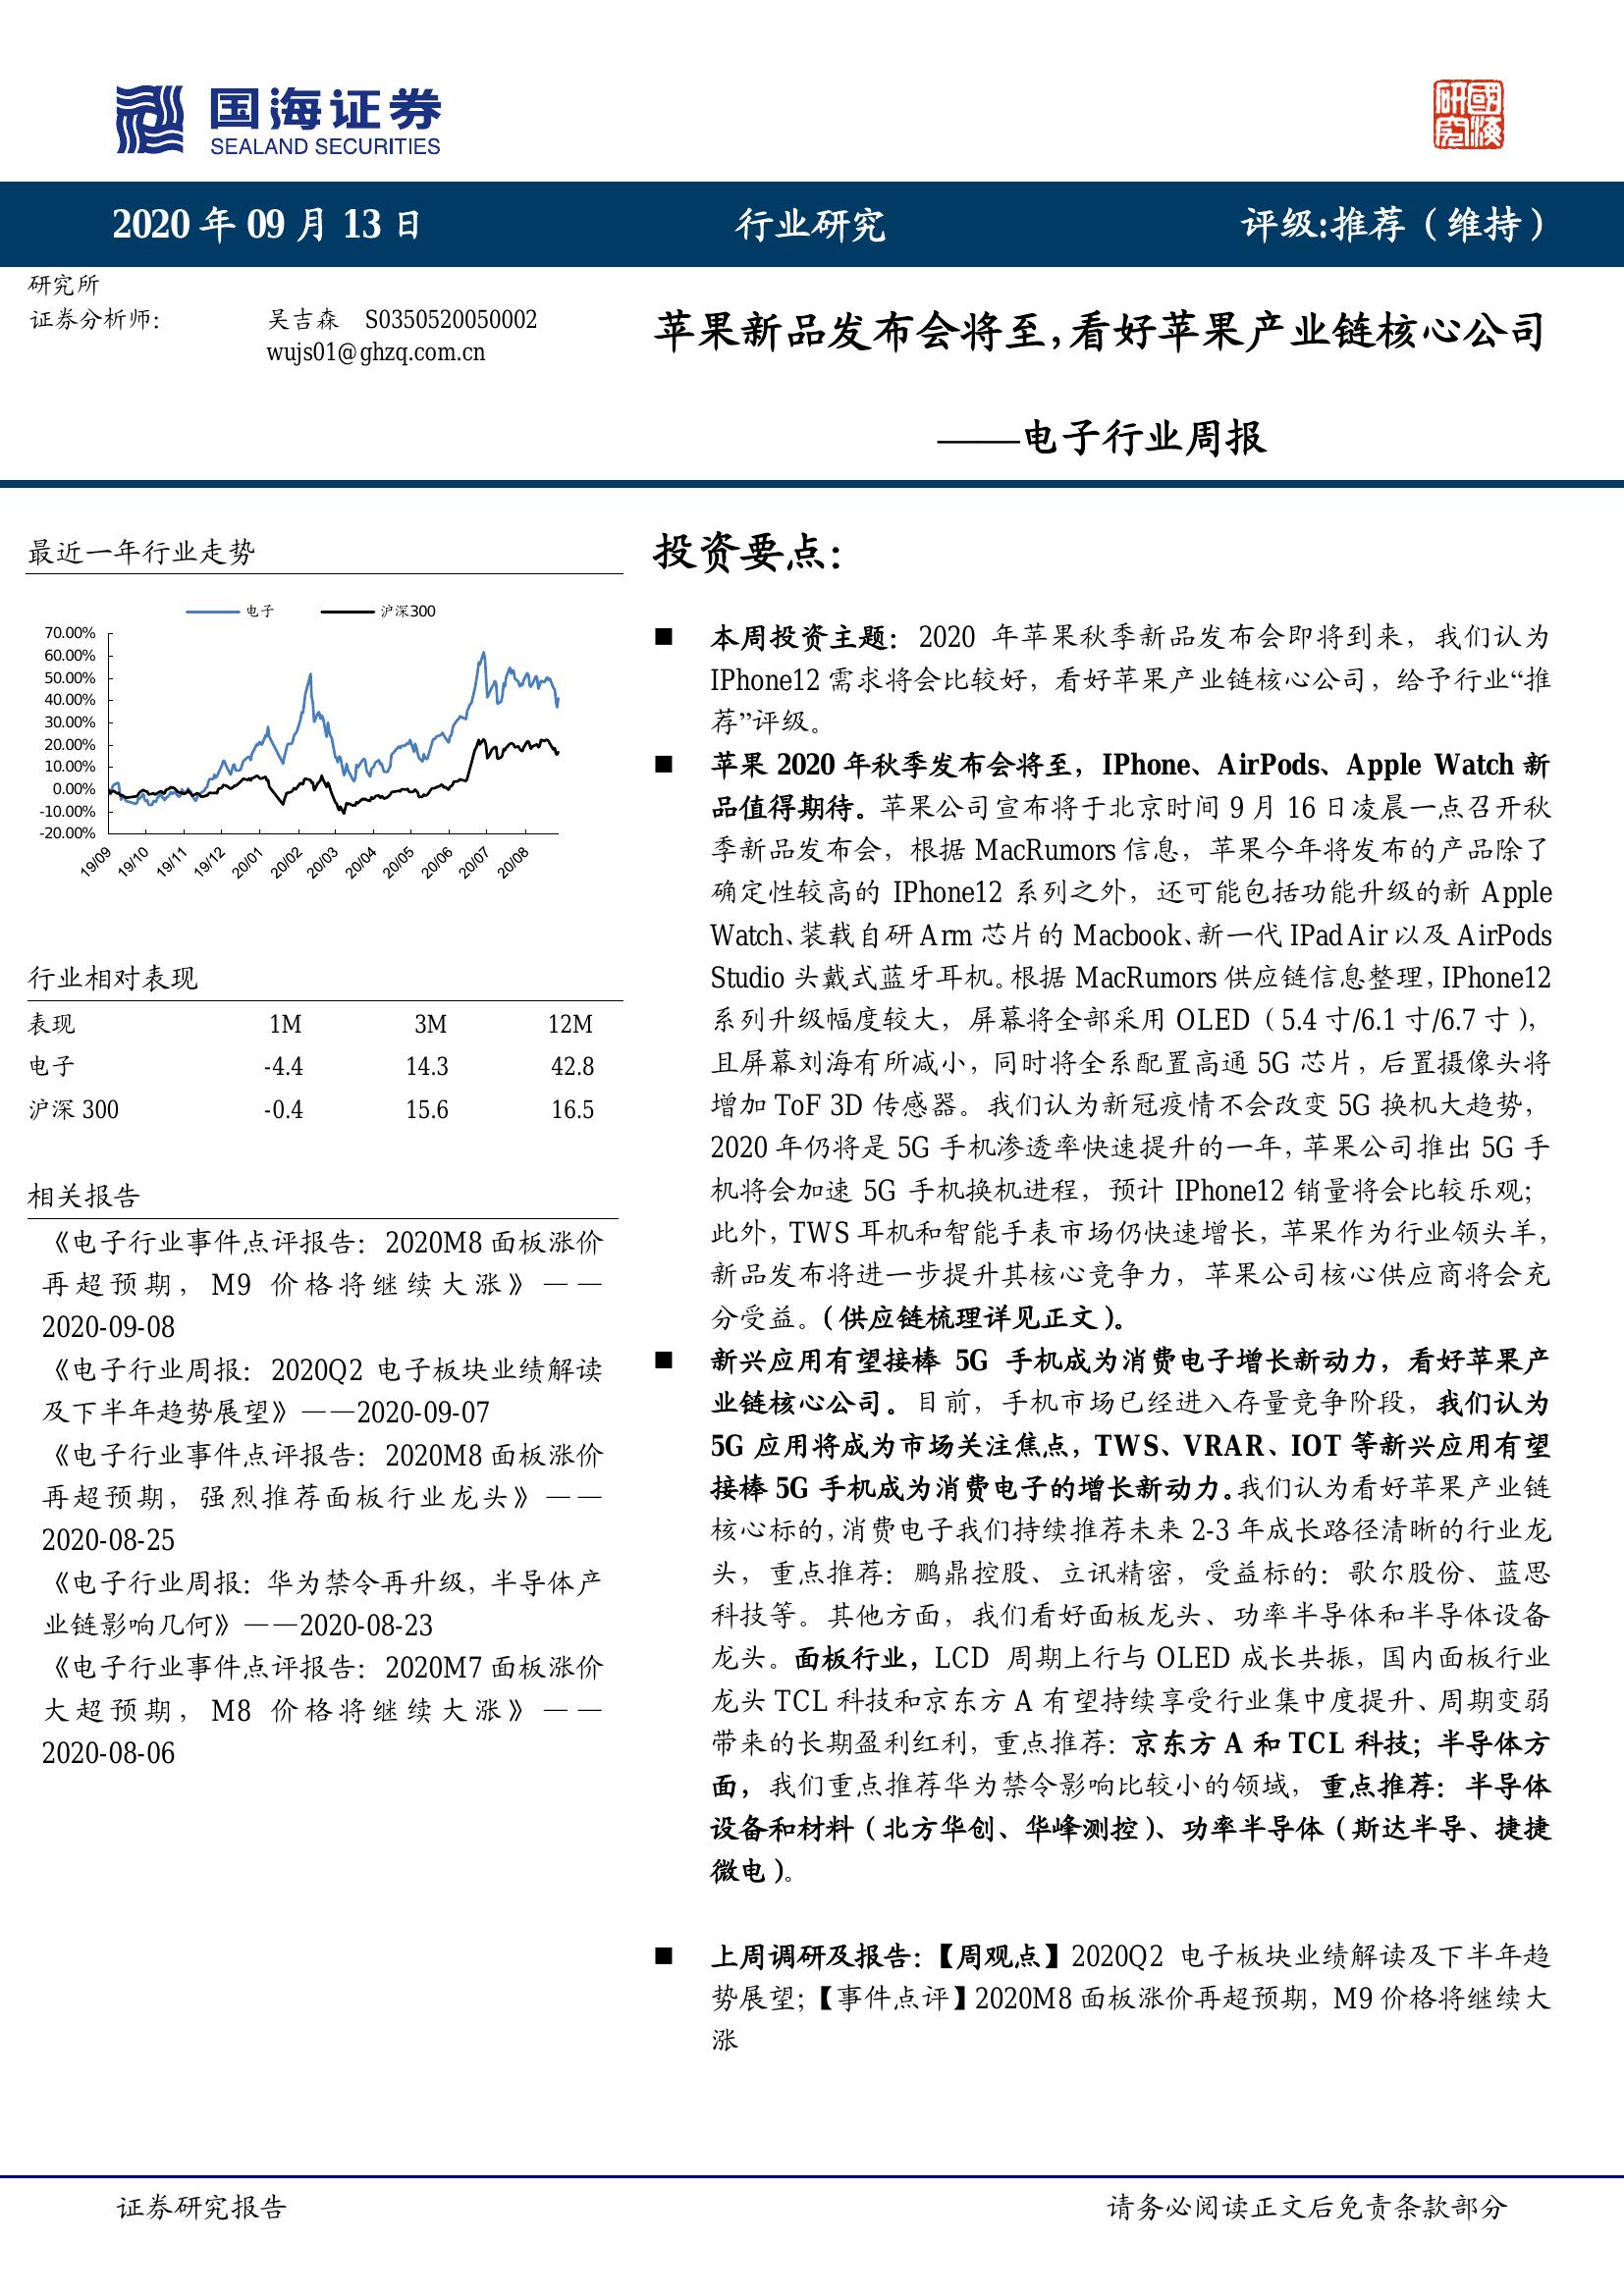 国海证券
SEALAND SECURITIES
研究
國海
2020 年 09 月 13 日
行业研究
评级:推荐（维持）
研究所
证券分析师：
吴吉森 S0350520050002
wujs01@ghzq.com.cn
苹果新品发布会将至，看好苹果产业链核心公司
——电子行业周报
最近一年行业走势
电子
沪深300
70.00%
60.00%
50.00%
40.00%
30.00%
20.00%
10.00%
0.00%
-10.00%
-20.00%
19/09
19/10
19/11
19/12
20/01
20/02
20/03
20/04
20/05
20/06
20/07
20/08
行业相对表现
表现 1M 3M 12M
电子 -4.4 14.3 42.8
沪深 300 -0.4 15.6 16.5
相关报告
《电子行业事件点评报告：2020M8 面板涨价
再超预期，M9 价格将继续大涨》——
2020-09-08
《电子行业周报：2020Q2 电子板块业绩解读
及下半年趋势展望》——2020-09-07
《电子行业事件点评报告：2020M8 面板涨价
再超预期，强烈推荐面板行业龙头》——
2020-08-25
《电子行业周报：华为禁令再升级，半导体产
业链影响几何》——2020-08-23
《电子行业事件点评报告：2020M7 面板涨价
大超预期，M8 价格将继续大涨》——
2020-08-06
投资要点：
■ 本周投资主题：2020 年苹果秋季新品发布会即将到来，我们认为
IPhone12 需求将会比较好，看好苹果产业链核心公司，给予行业“推
荐”评级。
■ 苹果 2020 年秋季发布会将至，IPhone、AirPods、Apple Watch 新
品值得期待。苹果公司宣布将于北京时间 9 月 16 日凌晨一点召开秋
季新品发布会，根据 MacRumors 信息，苹果今年将发布的产品除了
确定性较高的 IPhone12 系列之外，还可能包括功能升级的新 Apple
Watch、装载自研 Arm 芯片的 Macbook、新一代 IPad Air 以及 AirPods
Studio 头戴式蓝牙耳机。根据 MacRumors 供应链信息整理，IPhone12
系列升级幅度较大，屏幕将全部采用 OLED（5.4 寸/6.1 寸/6.7 寸），
且屏幕刘海有所减小，同时将全系配置高通 5G 芯片，后置摄像头将
增加 ToF 3D 传感器。我们认为新冠疫情不会改变 5G 换机大趋势，
2020 年仍将是 5G 手机渗透率快速提升的一年，苹果公司推出 5G 手
机将会加速 5G 手机换机进程，预计 IPhone12 销量将会比较乐观；
此外，TWS 耳机和智能手表市场仍快速增长，苹果作为行业领头羊，
新品发布将进一步提升其核心竞争力，苹果公司核心供应商将会充
分受益。（供应链梳理详见正文）。
■ 新兴应用有望接棒 5G 手机成为消费电子增长新动力，看好苹果产
业链核心公司。目前，手机市场已经进入存量竞争阶段，我们认为
5G 应用将成为市场关注焦点，TWS、VRAR、IOT 等新兴应用有望
接棒 5G 手机成为消费电子的增长新动力。我们认为看好苹果产业链
核心标的，消费电子我们持续推荐未来 2-3 年成长路径清晰的行业龙
头，重点推荐：鹏鼎控股、立讯精密，受益标的：歌尔股份、蓝思
科技等。其他方面，我们看好面板龙头、功率半导体和半导体设备
龙头。面板行业，LCD 周期上行与 OLED 成长共振，国内面板行业
龙头 TCL 科技和京东方 A 有望持续享受行业集中度提升、周期变弱
带来的长期盈利红利，重点推荐：京东方 A 和 TCL 科技；半导体方
面，我们重点推荐华为禁令影响比较小的领域，重点推荐：半导体
设备和材料（北方华创、华峰测控）、功率半导体（斯达半导、捷捷
微电）。
■ 上周调研及报告：【周观点】2020Q2 电子板块业绩解读及下半年趋
势展望；【事件点评】2020M8 面板涨价再超预期，M9 价格将继续大
涨
证券研究报告
请务必阅读正文后免责条款部分